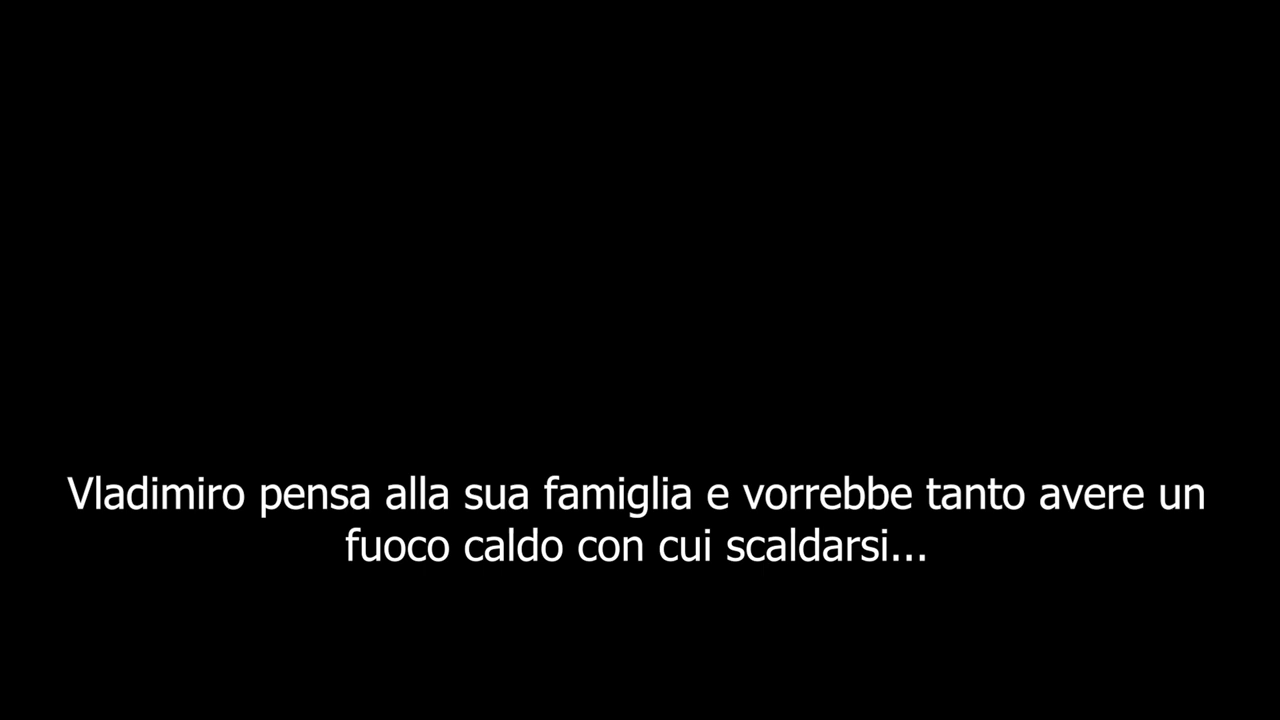 Vladimiro pensa alla sua famiglia e vorrebbe tanto avere un
fuoco caldo con cui scaldarsi...